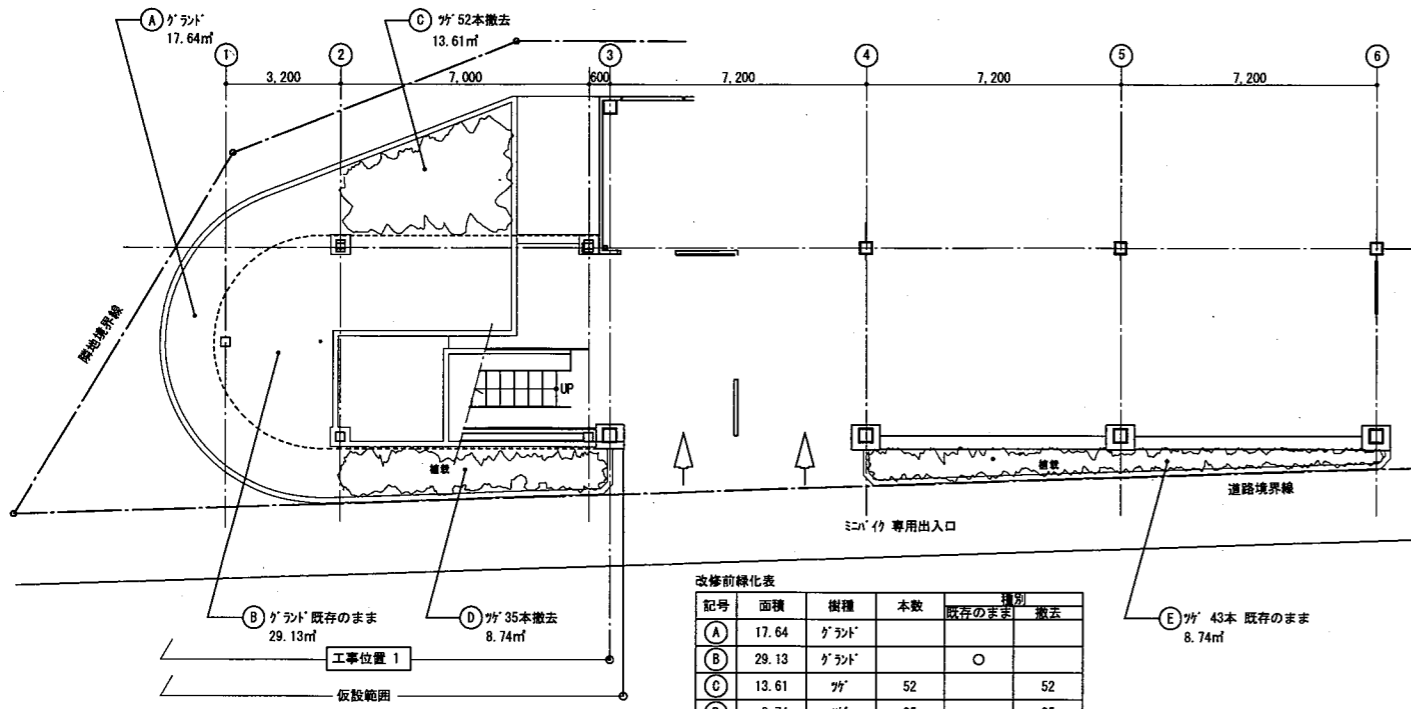 Ⓐ グランド
17.64㎡
Ⓒ ツゲ 52本撤去
13.61㎡
① ② ③ ④ ⑤ ⑥
3,200 7,000 600 7,200 7,200 7,200
隣地境界線
UP
植栽
植栽
道路境界線
ミニバイク 専用出入口
Ⓑ グランド 既存のまま
29.13㎡
Ⓓ ツゲ 35本撤去
8.74㎡
Ⓔ ツゲ 43本 既存のまま
8.74㎡
工事位置 1
仮設範囲
改修前緑化表
記号 面積 樹種 本数 種別
既存のまま 撤去
Ⓐ 17.64 グランド
Ⓑ 29.13 グランド ○
Ⓒ 13.61 ツゲ 52 52